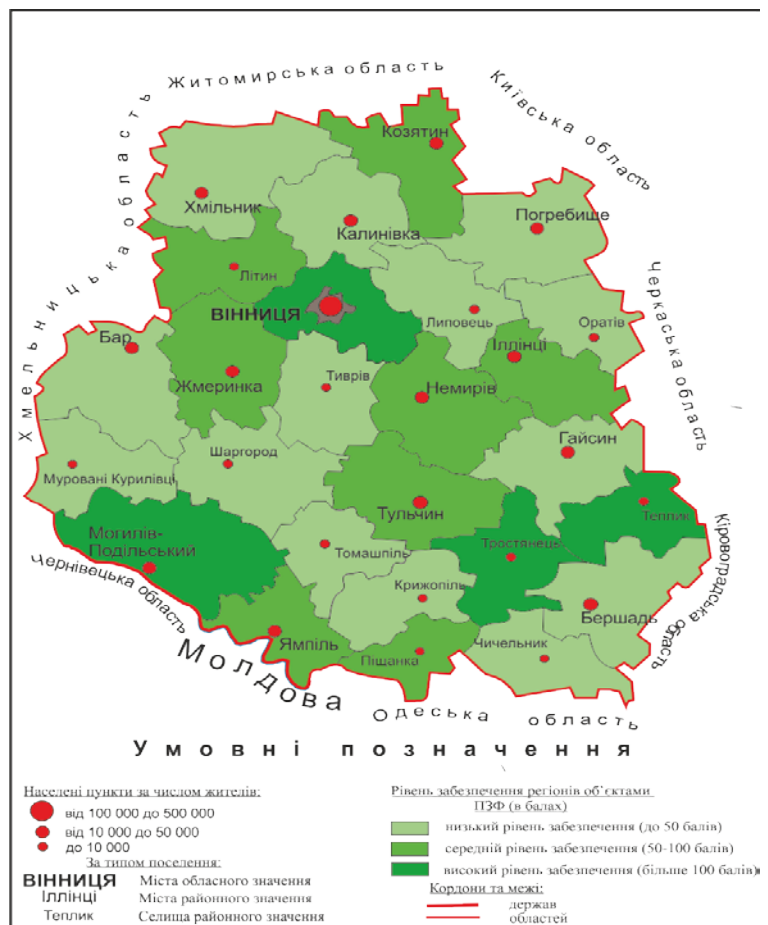 Житомирська область
Київська область
Хмельницька область
Козятин
Хмільник
Калинівка
Погребище
Літин
Черкаська область
ВІННИЦЯ
Липовець
Оратів
Бар
Іллінці
Жмеринка
Тиврів
Немирів
Гайсин
Шаргород
Муровані Курилівці
Теплик
Тульчин
Могилів-
Подільський
Тростянець
Томашпіль
Кіровоградська область
Чернівецька область
Крижопіль
Бершадь
Ямпіль
Піщанка
Чичельник
Молдова
Одеська область
Умовні позначення
Населені пункти за числом жителів:
від 100 000 до 500 000
від 10 000 до 50 000
до 10 000
За типом поселення:
ВІННИЦЯ Міста обласного значення
Іллінці Міста районного значення
Теплик Селища районного значення
Рівень забезпечення регіонів об'єктами
ПЗФ (в балах)
низький рівень забезпечення (до 50 балів)
середній рівень забезпечення (50-100 балів)
високий рівень забезпечення (більше 100 балів)
Кордони та межі:
держав
областей